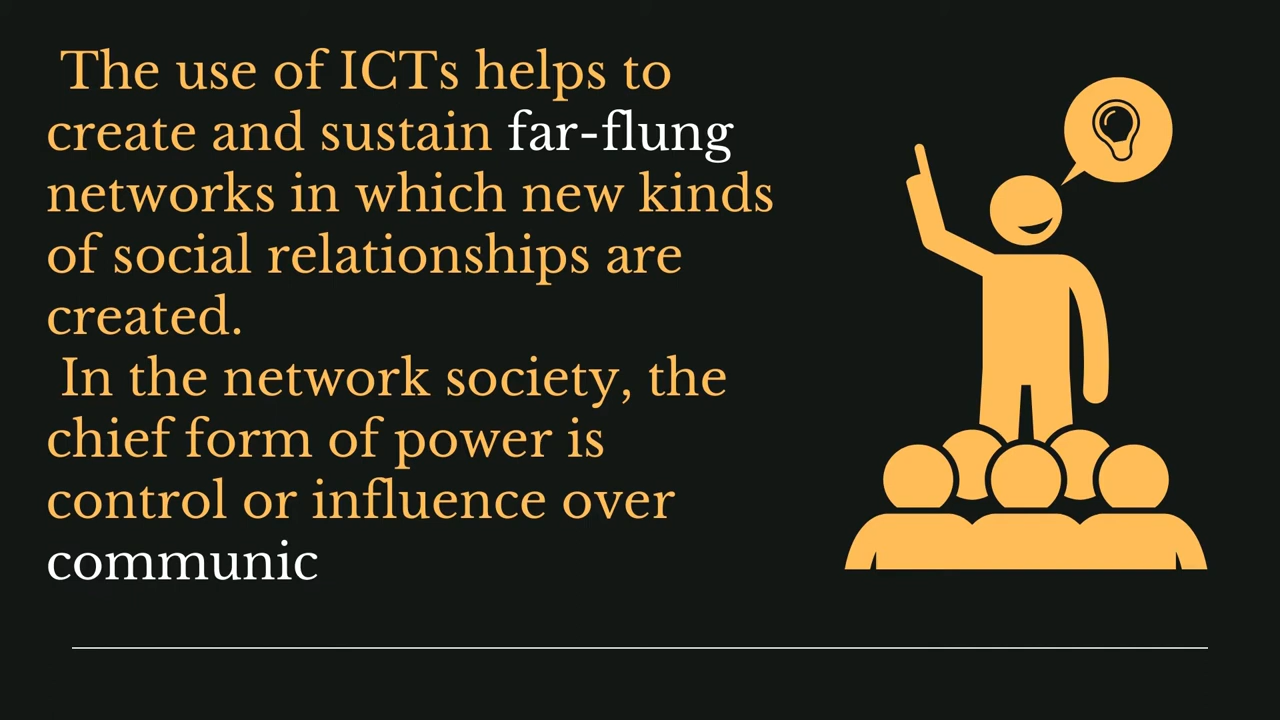 The use of ICTs helps to
create and sustain far-flung
networks in which new kinds
of social relationships are
created.
In the network society, the
chief form of power is
control or influence over
communic